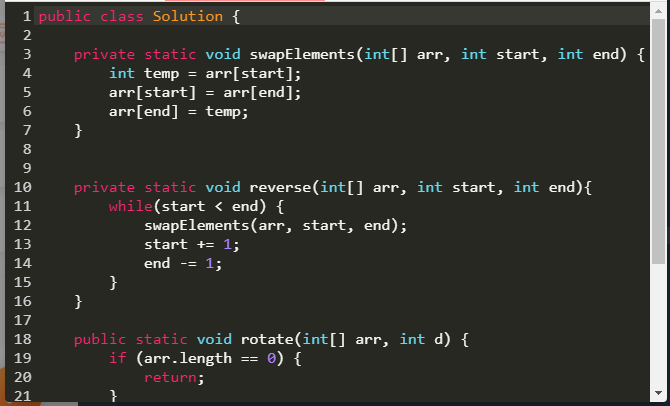 1 public class Solution {
2
3     private static void swapElements(int[] arr, int start, int end) {
4         int temp = arr[start];
5         arr[start] = arr[end];
6         arr[end] = temp;
7     }
8
9
10     private static void reverse(int[] arr, int start, int end){
11         while(start < end) {
12             swapElements(arr, start, end);
13             start += 1;
14             end -= 1;
15         }
16     }
17
18     public static void rotate(int[] arr, int d) {
19         if (arr.length == 0) {
20             return;
21         }